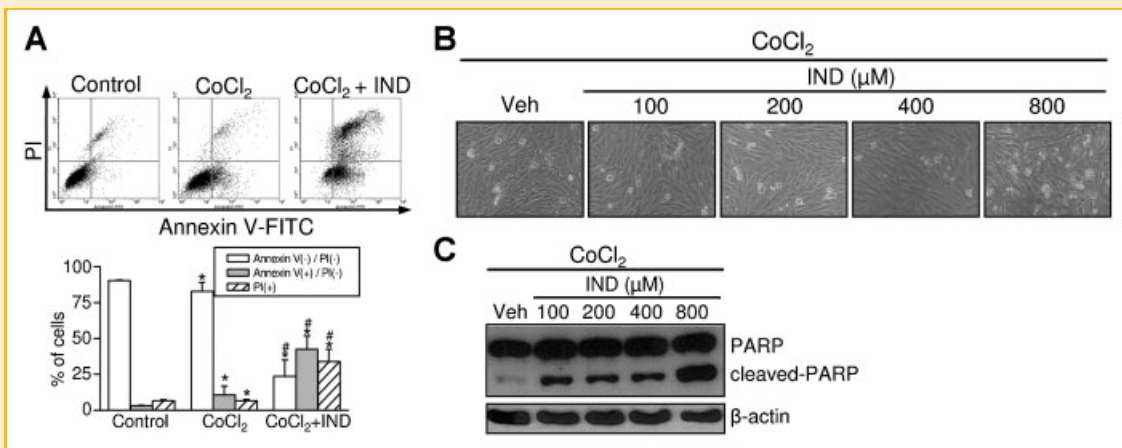 A
Control CoCl₂ CoCl₂ + IND
PI
Annexin V-FITC
Annexin V(-) / PI(-)
Annexin V(+) / PI(-)
PI(+)
% of cells
100
75
50
25
0
* * * #* #* #*
Control CoCl₂ CoCl₂+IND
B
CoCl₂
IND (µM)
Veh 100 200 400 800
C
CoCl₂
IND (µM)
Veh 100 200 400 800
PARP
cleaved-PARP
β-actin